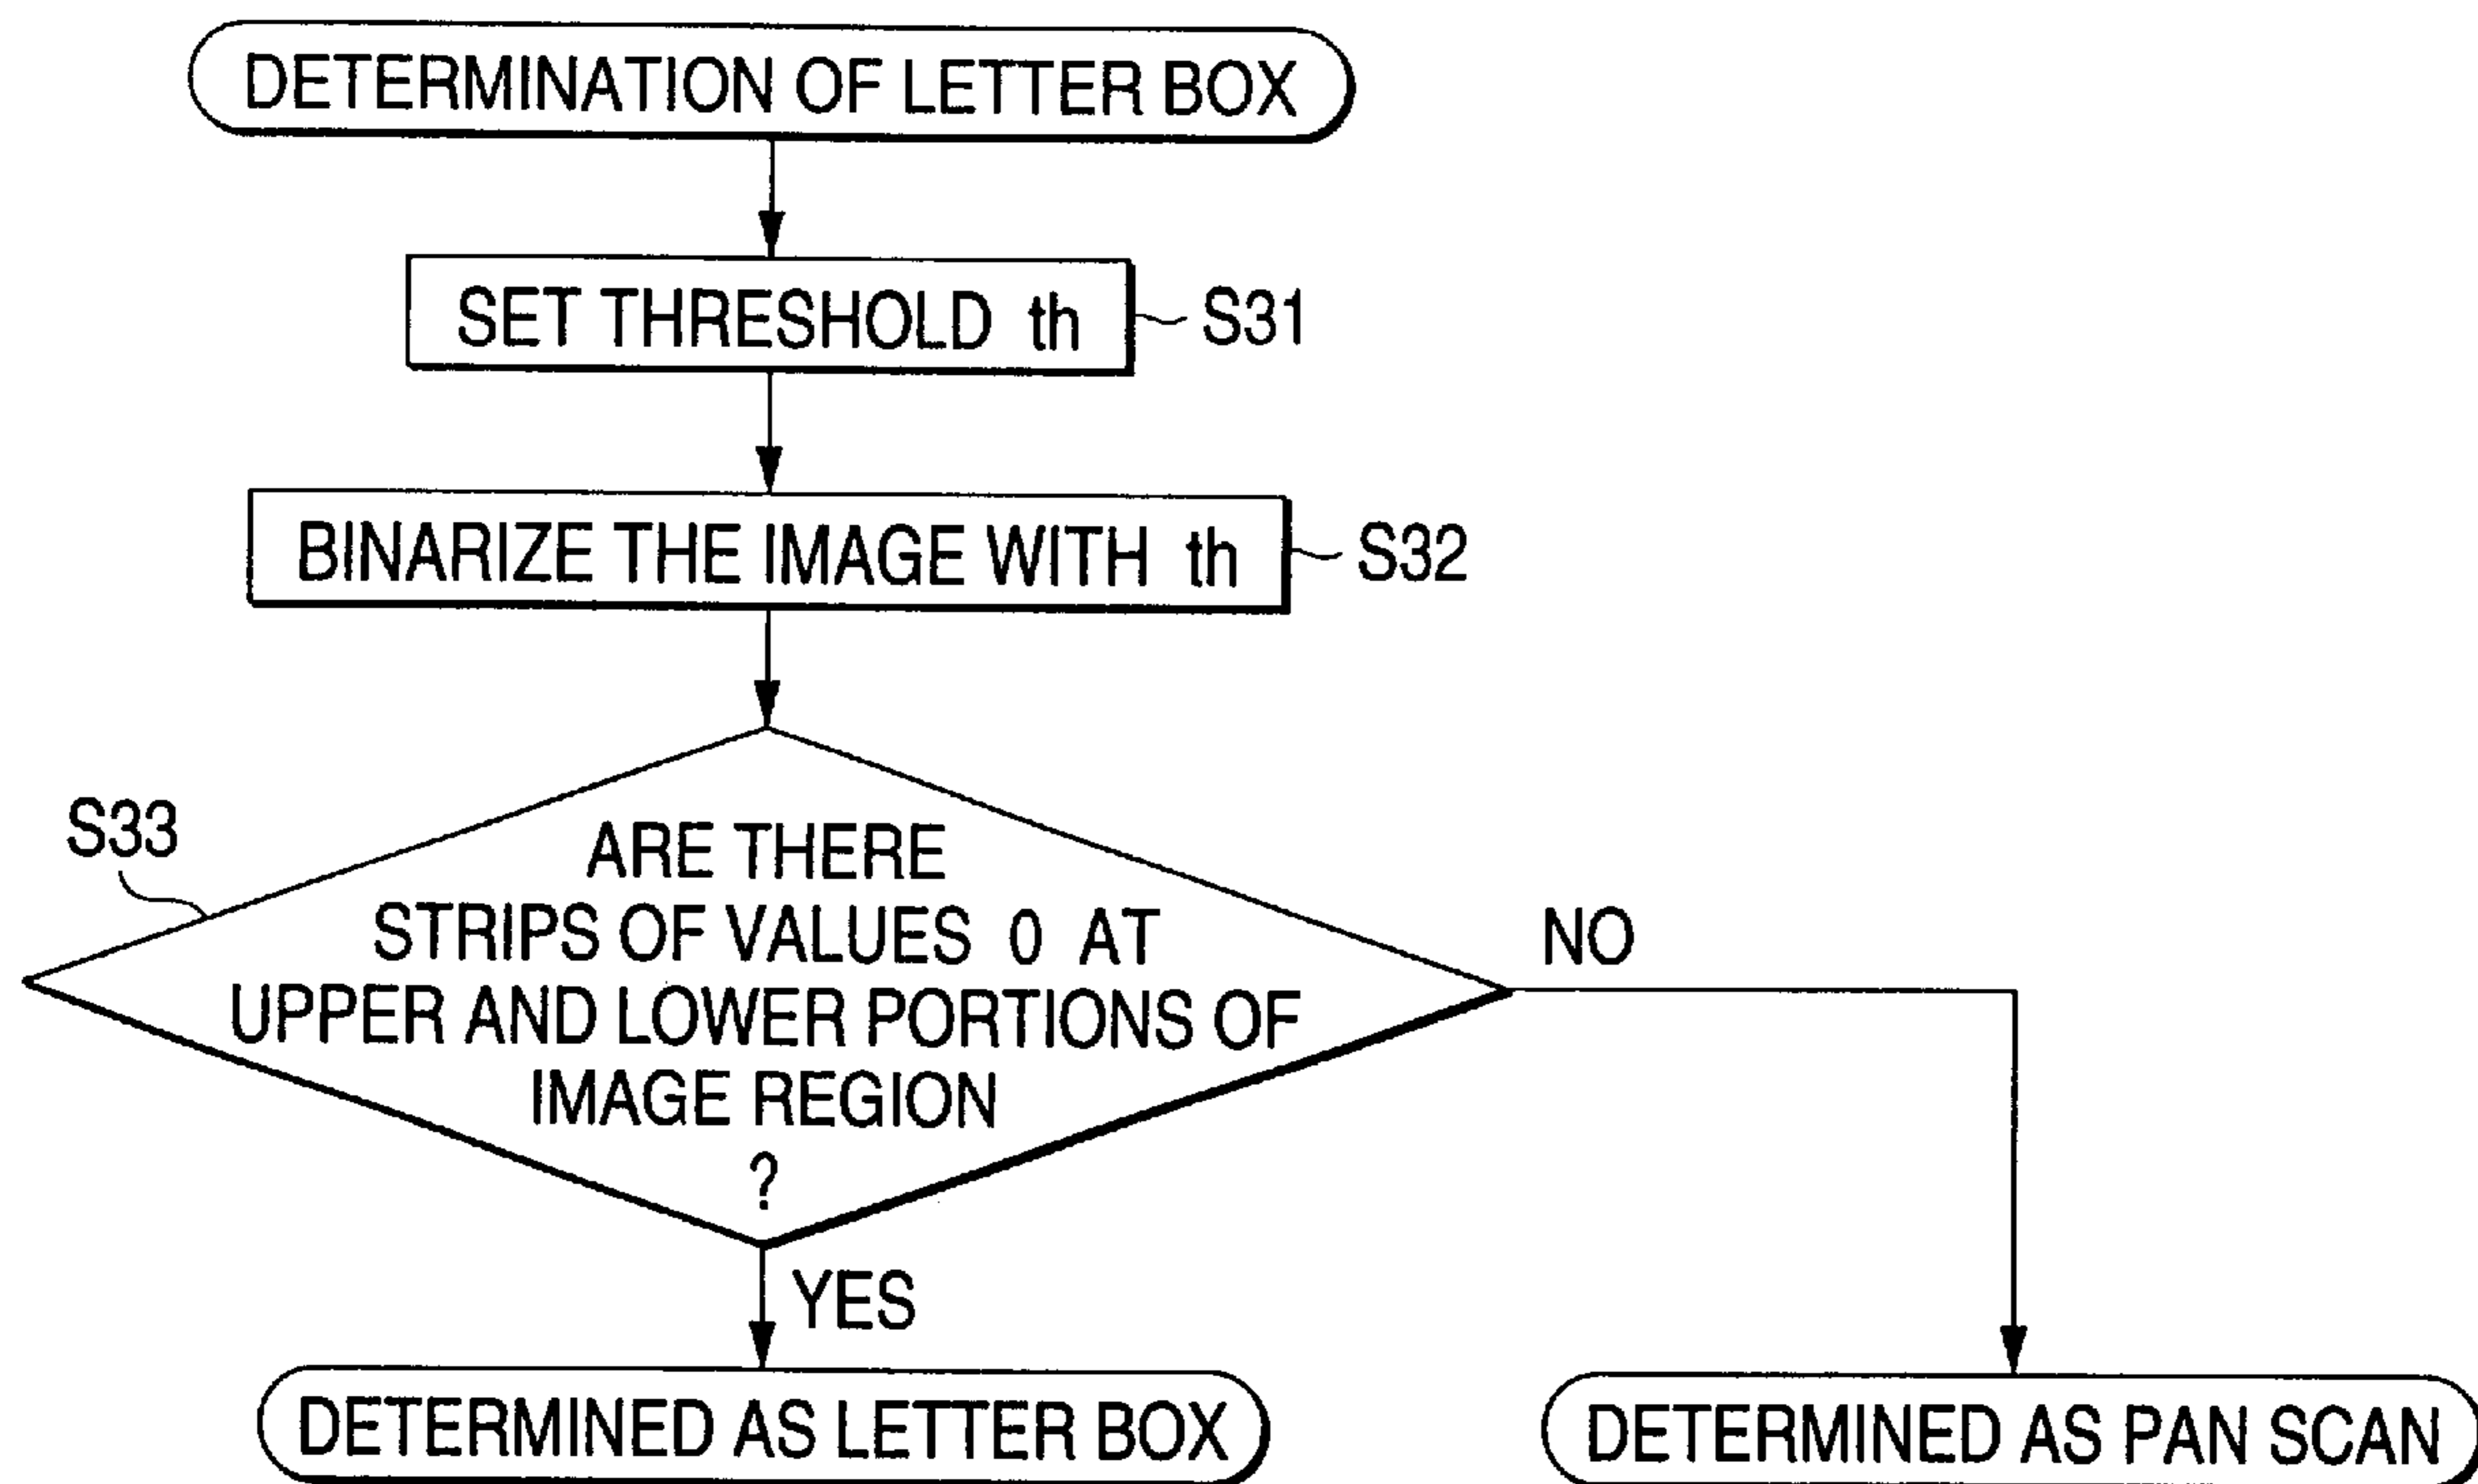 DETERMINATION OF LETTER BOX
SET THRESHOLD th
S31
BINARIZE THE IMAGE WITH th
S32
S33
ARE THERE
STRIPS OF VALUES 0 AT
UPPER AND LOWER PORTIONS OF
IMAGE REGION
?
NO
YES
DETERMINED AS LETTER BOX
DETERMINED AS PAN SCAN